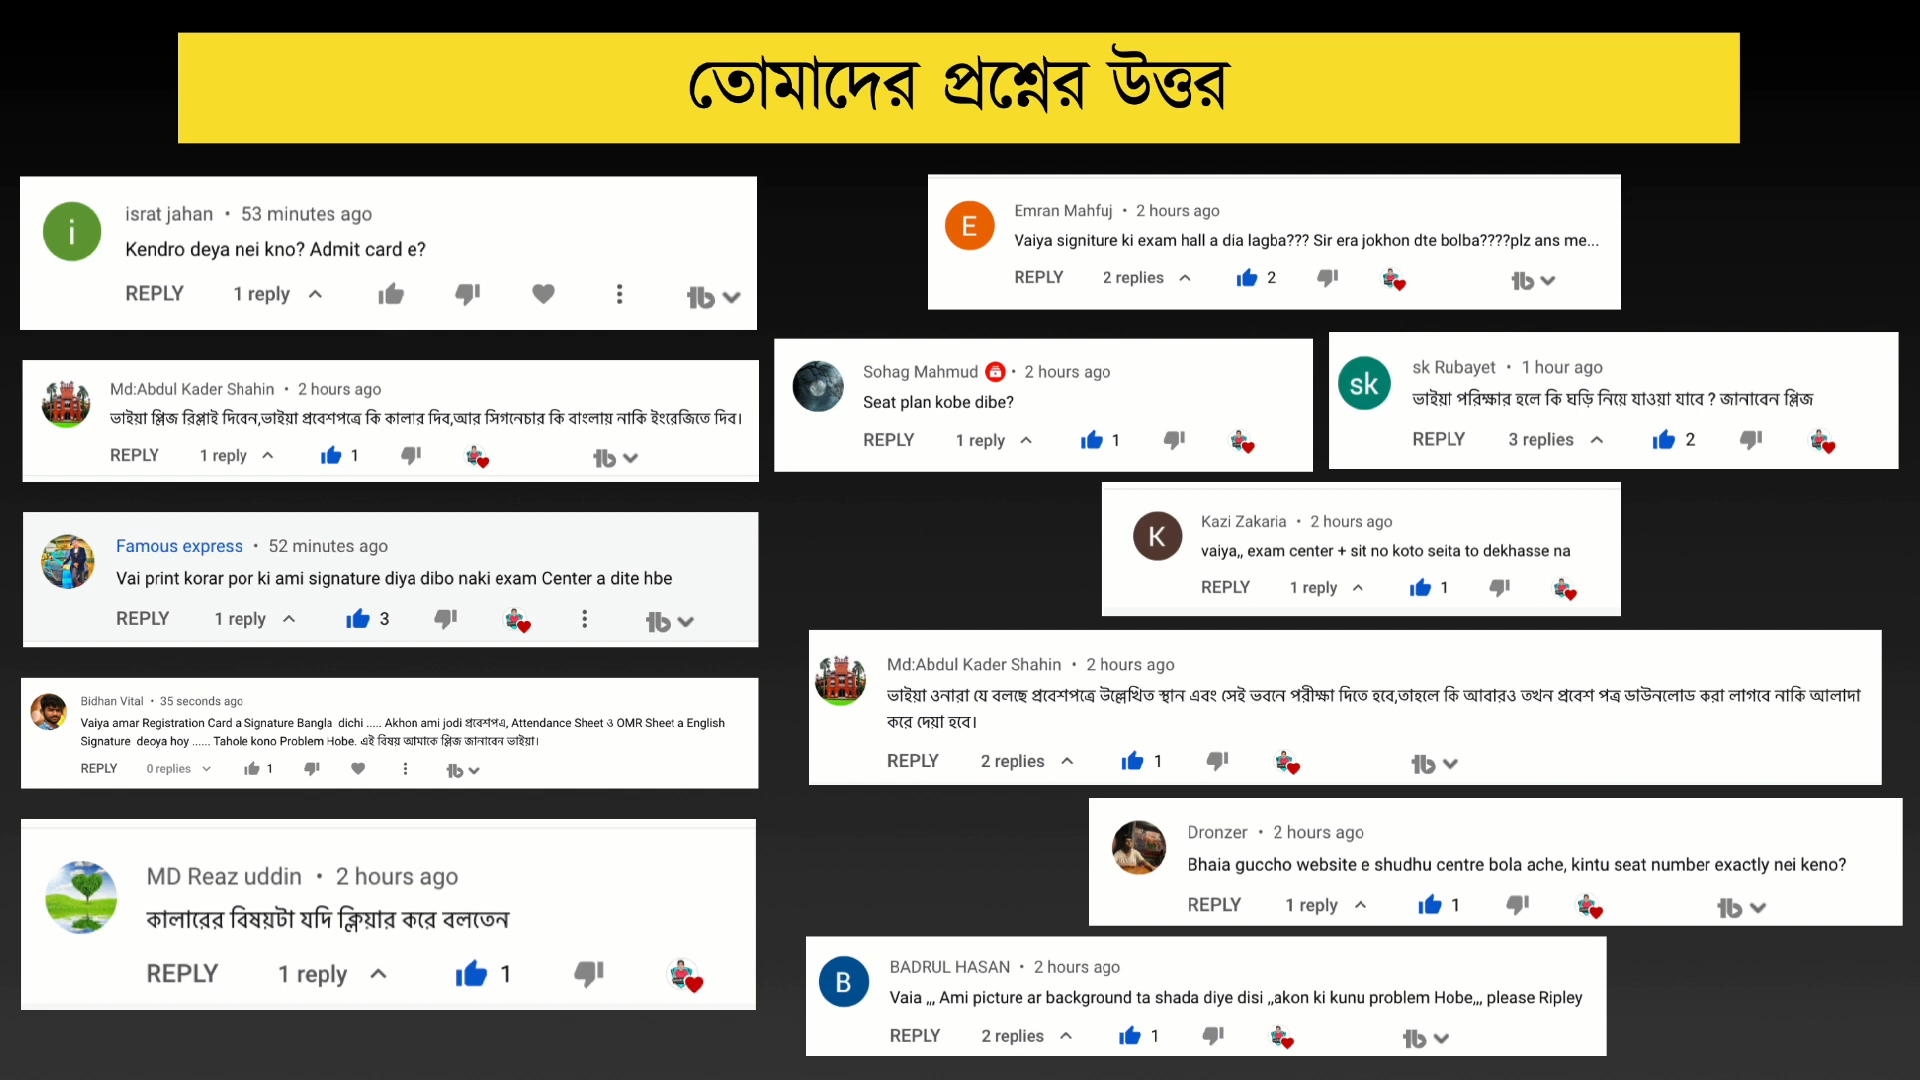 তোমাদের প্রশ্নের উত্তর
i
israt jahan • 53 minutes ago
Kendro deya nei kno? Admit card e?
REPLY 1 reply
Md:Abdul Kader Shahin • 2 hours ago
ভাইয়া প্লিজ রিপ্লাই দিবেন,ভাইয়া প্রবেশপত্রে কি কালার দিব,আর সিগনেচার কি বাংলায় নাকি ইংরেজিতে দিব।
REPLY 1 reply 1
Famous express • 52 minutes ago
Vai print korar por ki ami signature diya dibo naki exam Center a dite hbe
REPLY 1 reply 3
Bidhan Vital • 35 seconds ago
Vaiya amar Registration Card a Signature Bangla dichi ..... Akhon ami jodi প্রবেশপএ, Attendance Sheet ও OMR Sheet a English
Signature deoya hoy ...... Tahole kono Problem Hobe. এই বিষয় আমাকে প্লিজ জানাবেন ভাইয়া।
REPLY 0 replies 1
MD Reaz uddin • 2 hours ago
কালারের বিষয়টা যদি ক্লিয়ার করে বলতেন
REPLY 1 reply 1
E
Emran Mahfuj • 2 hours ago
Vaiya signiture ki exam hall a dia lagba??? Sir era jokhon dte bolba????plz ans me...
REPLY 2 replies 2
Sohag Mahmud • 2 hours ago
Seat plan kobe dibe?
REPLY 1 reply 1
sk
sk Rubayet • 1 hour ago
ভাইয়া পরিক্ষার হলে কি ঘড়ি নিয়ে যাওয়া যাবে ? জানাবেন প্লিজ
REPLY 3 replies 2
K
Kazi Zakaria • 2 hours ago
vaiya,, exam center + sit no koto seita to dekhasse na
REPLY 1 reply 1
Md:Abdul Kader Shahin • 2 hours ago
ভাইয়া ওনারা যে বলছে প্রবেশপত্রে উল্লেখিত স্থান এবং সেই ভবনে পরীক্ষা দিতে হবে,তাহলে কি আবারও তখন প্রবেশ পত্র ডাউনলোড করা লাগবে নাকি আলাদা
করে দেয়া হবে।
REPLY 2 replies 1
Dronzer • 2 hours ago
Bhaia guccho website e shudhu centre bola ache, kintu seat number exactly nei keno?
REPLY 1 reply 1
B
BADRUL HASAN • 2 hours ago
Vaia ,,, Ami picture ar background ta shada diye disi ,,akon ki kunu problem Hobe,,, please Ripley
REPLY 2 replies 1